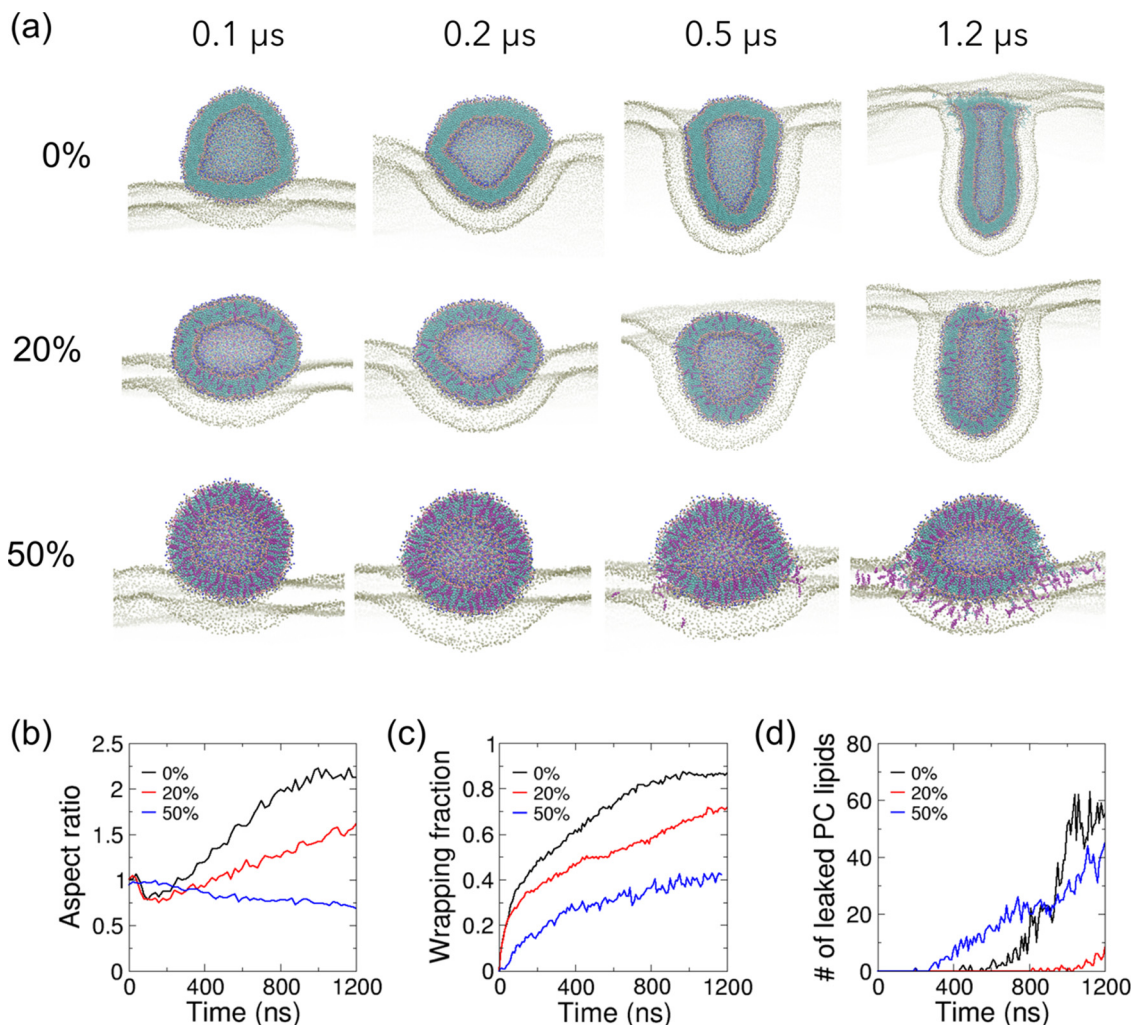 (a)
0.1 μs 0.2 μs 0.5 μs 1.2 μs
0%
20%
50%
(b)
Aspect ratio
2.5
2
1.5
1
0.5
0
0%
20%
50%
0 400 800 1200
Time (ns)
(c)
Wrapping fraction
1
0.8
0.6
0.4
0.2
0
0%
20%
50%
0 400 800 1200
Time (ns)
(d)
# of leaked PC lipids
80
60
40
20
0
0%
20%
50%
0 400 800 1200
Time (ns)